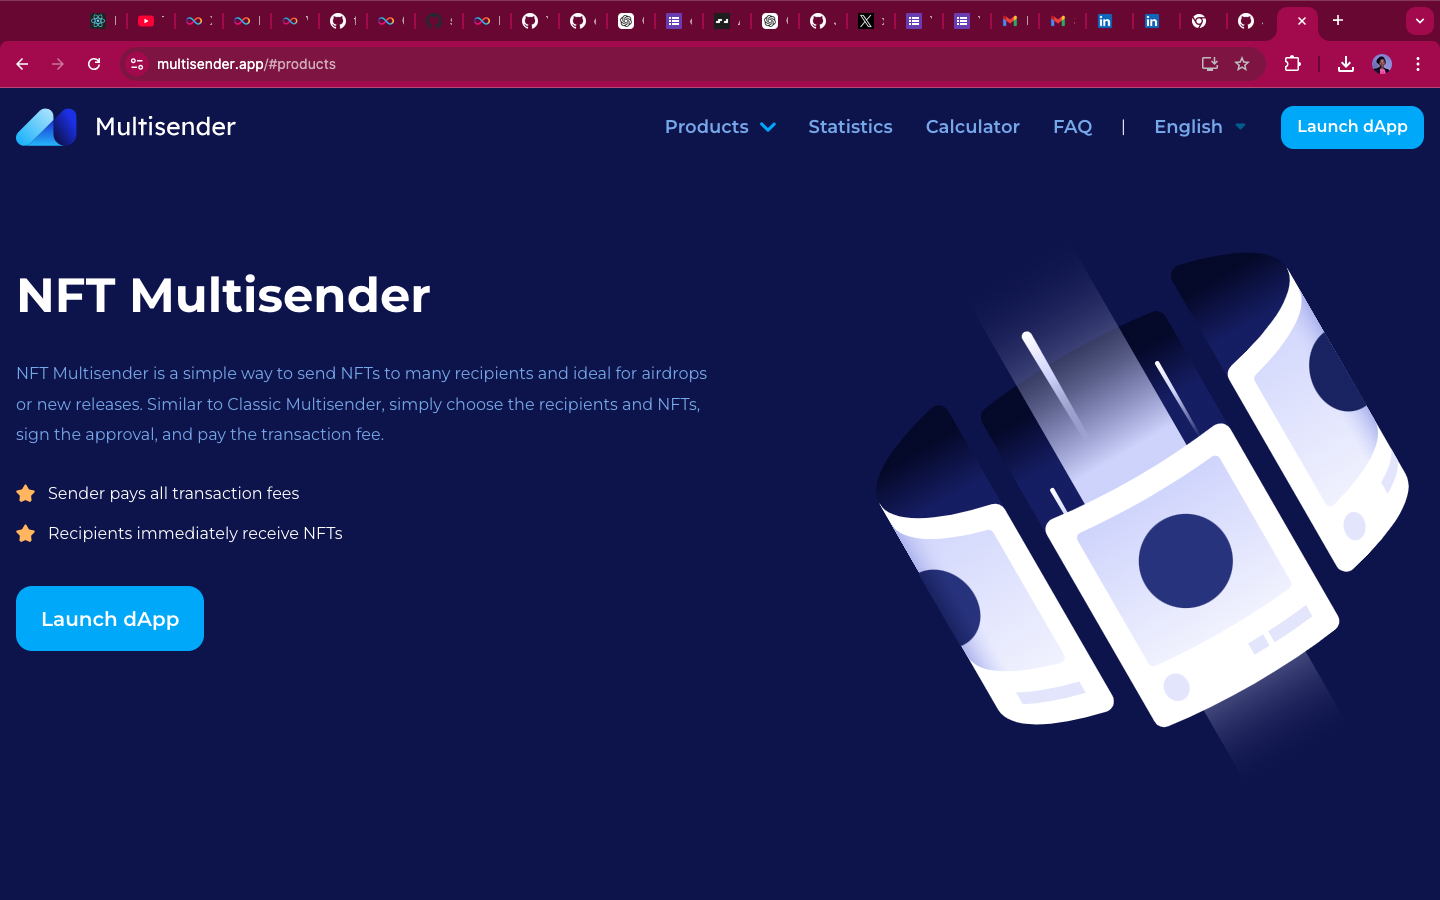 multisender.app/#products
Multisender
Products
Statistics
Calculator
FAQ
|
English
Launch dApp
NFT Multisender
NFT Multisender is a simple way to send NFTs to many recipients and ideal for airdrops
or new releases. Similar to Classic Multisender, simply choose the recipients and NFTs,
sign the approval, and pay the transaction fee.
Sender pays all transaction fees
Recipients immediately receive NFTs
Launch dApp